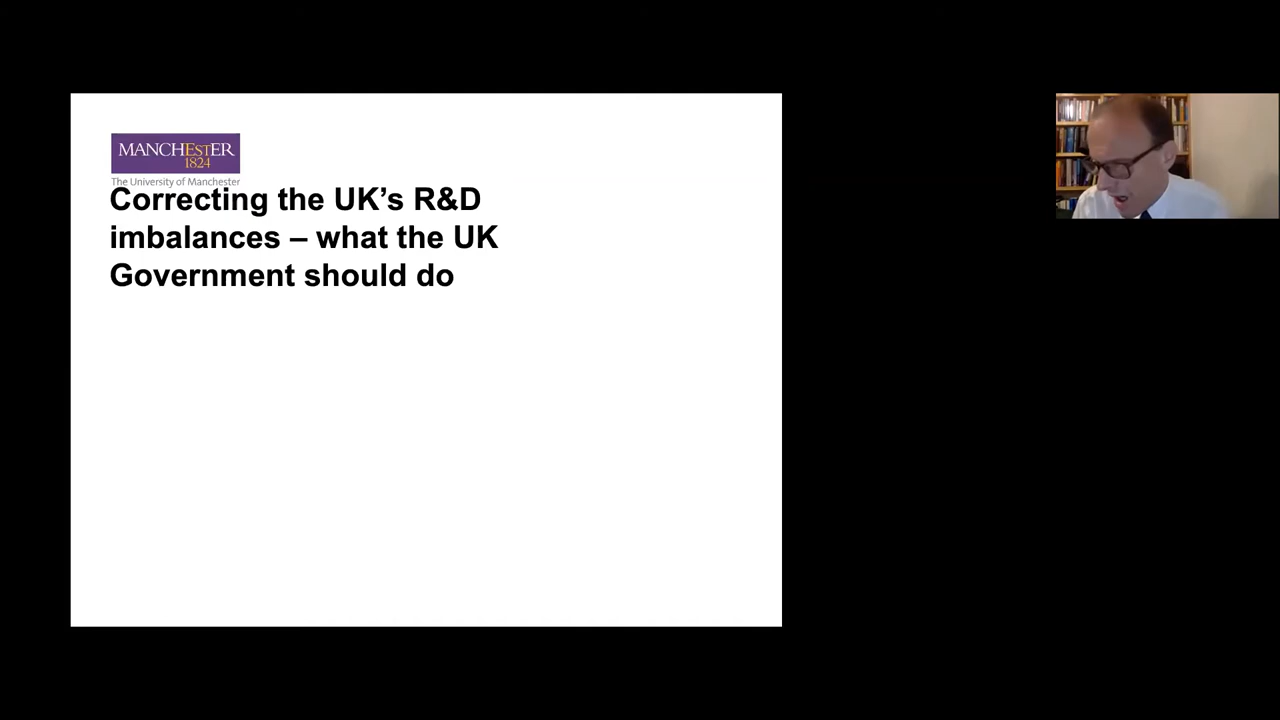 MANCHESTER
1824
The University of Manchester
Correcting the UK’s R&D
imbalances – what the UK
Government should do